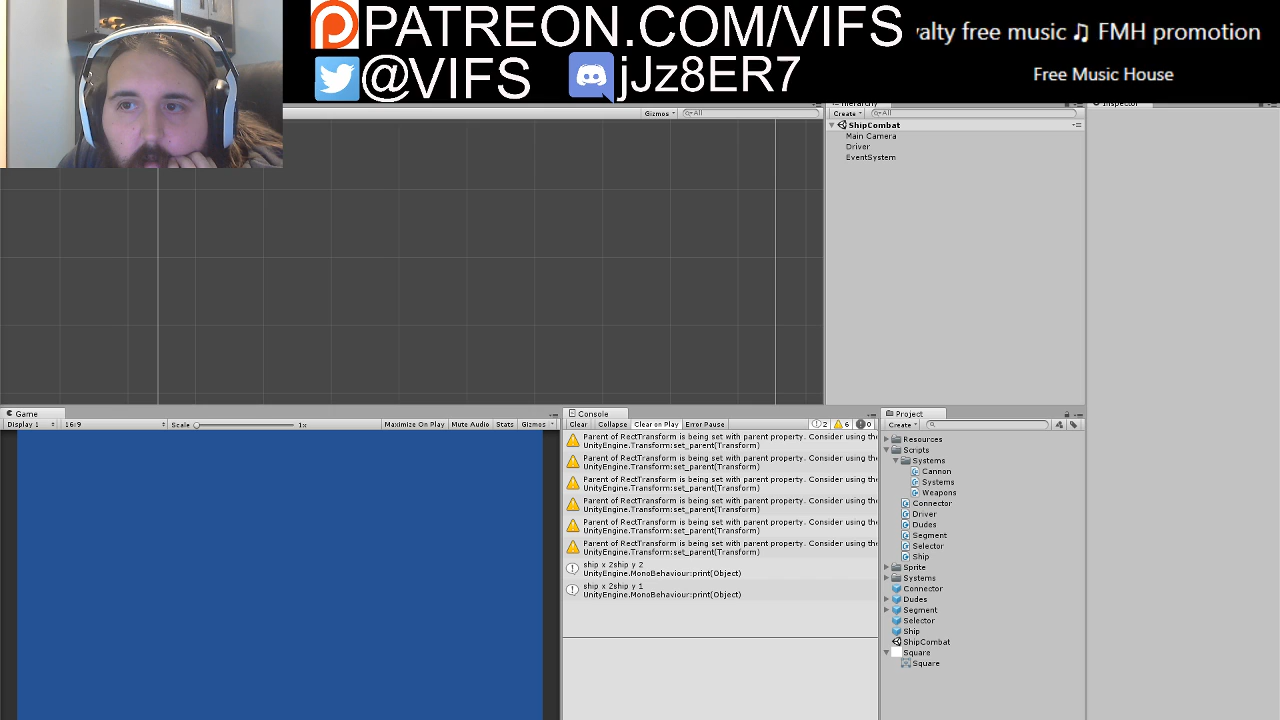 PATREON.COM/VIFS
@VIFS
jJz8ER7
yalty free music ♫ FMH promotion
Free Music House
Gizmos
All
Hierarchy
Create
All
ShipCombat
Main Camera
Driver
EventSystem
Inspector
Game
Display 1
16:9
Scale
1x
Maximize On Play
Mute Audio
Stats
Gizmos
Console
Clear
Collapse
Clear on Play
Error Pause
2
6
0
Parent of RectTransform is being set with parent property. Consider using the
UnityEngine.Transform:set_parent(Transform)
Parent of RectTransform is being set with parent property. Consider using the
UnityEngine.Transform:set_parent(Transform)
Parent of RectTransform is being set with parent property. Consider using the
UnityEngine.Transform:set_parent(Transform)
Parent of RectTransform is being set with parent property. Consider using the
UnityEngine.Transform:set_parent(Transform)
Parent of RectTransform is being set with parent property. Consider using the
UnityEngine.Transform:set_parent(Transform)
Parent of RectTransform is being set with parent property. Consider using the
UnityEngine.Transform:set_parent(Transform)
ship x 2ship y 2
UnityEngine.MonoBehaviour:print(Object)
ship x 2ship y 1
UnityEngine.MonoBehaviour:print(Object)
Project
Create
Resources
Scripts
Systems
Cannon
Systems
Weapons
Connector
Driver
Dudes
Segment
Selector
Ship
Sprite
Systems
Connector
Dudes
Segment
Selector
Ship
ShipCombat
Square
Square